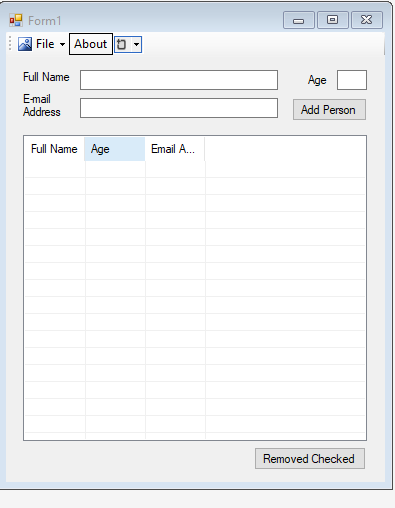 Form1
File About
Full Name
Age
E-mail
Address
Add Person
Full Name Age Email A...
Removed Checked